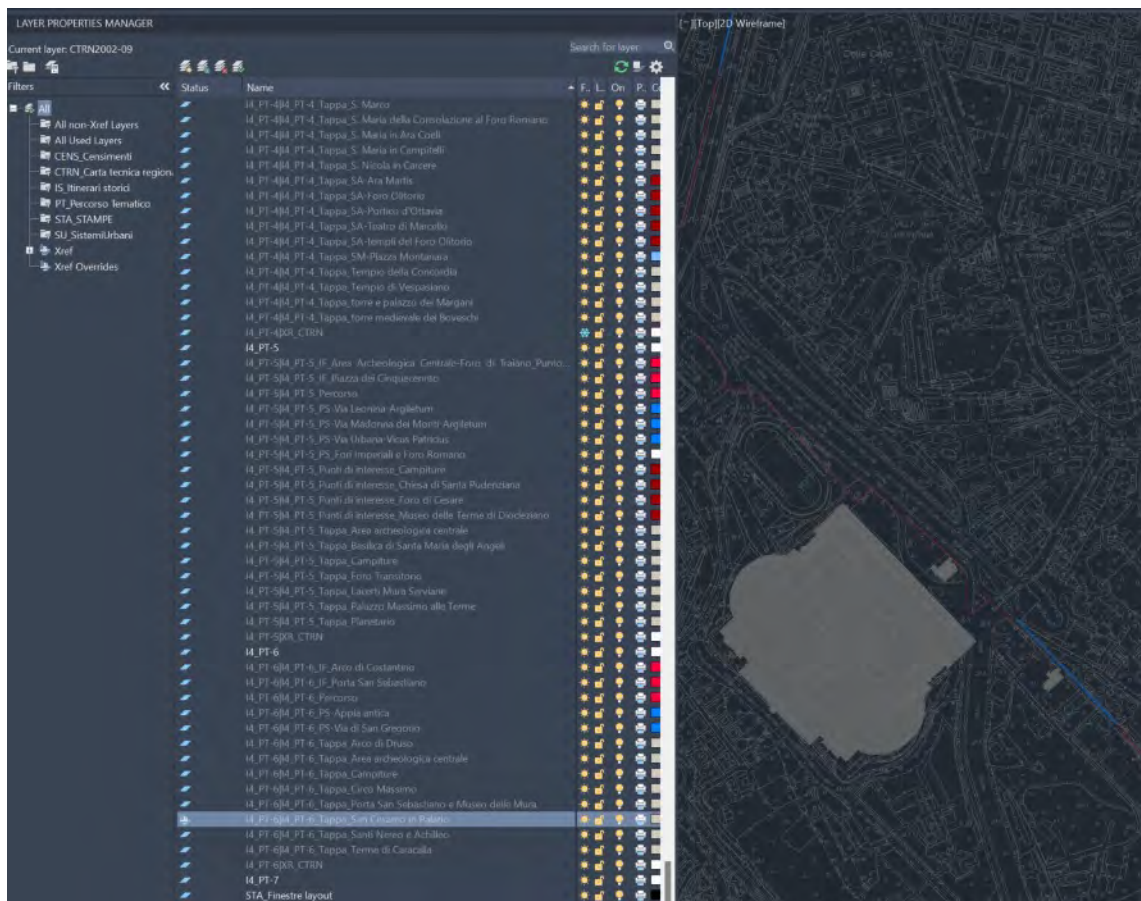 LAYER PROPERTIES MANAGER
[−][Top][2D Wireframe]
Current layer: CTRN2002-09
Search for layer
Filters
Status
Name
F..
L..
On
P..
All
All non-Xref Layers
All Used Layers
CENS_Censimenti
CTRN_Carta tecnica region
IS_Itinerari storici
PT_Percorso Tematico
STA_STAMPE
SU_SistemiUrbani
Xref
Xref Overrides
I4_PT-4|I4_PT-4_Tappa_S. Marco
I4_PT-4|I4_PT-4_Tappa_S. Maria della Consolazione al Foro Romano
I4_PT-4|I4_PT-4_Tappa_S. Maria in Ara Coeli
I4_PT-4|I4_PT-4_Tappa_S. Maria in Campitelli
I4_PT-4|I4_PT-4_Tappa_S. Nicola in Carcere
I4_PT-4|I4_PT-4_Tappa_SA-Ara Martis
I4_PT-4|I4_PT-4_Tappa_SA-Foro Olitorio
I4_PT-4|I4_PT-4_Tappa_SA-Portico d'Ottavia
I4_PT-4|I4_PT-4_Tappa_SA-Teatro di Marcello
I4_PT-4|I4_PT-4_Tappa_SA-templi del Foro Olitorio
I4_PT-4|I4_PT-4_Tappa_SM-Piazza Montanara
I4_PT-4|I4_PT-4_Tappa_Tempio della Concordia
I4_PT-4|I4_PT-4_Tappa_Tempio di Vespasiano
I4_PT-4|I4_PT-4_Tappa_torre e palazzo dei Margani
I4_PT-4|I4_PT-4_Tappa_torre medievale dei Boveschi
I4_PT-4|XR_CTRN
I4_PT-5
I4_PT-5|I4_PT-5_IF_Area Archeologica Centrale-Foro di Traiano_Punto...
I4_PT-5|I4_PT-5_IF_Piazza dei Cinquecento
I4_PT-5|I4_PT-5_Percorso
I4_PT-5|I4_PT-5_PS-Via Leonina-Argiletum
I4_PT-5|I4_PT-5_PS-Via Madonna dei Monti-Argiletum
I4_PT-5|I4_PT-5_PS-Via Urbana-Vicus Patricius
I4_PT-5|I4_PT-5_PS_Fori Imperiali e Foro Romano
I4_PT-5|I4_PT-5_Punti di interesse_Campiture
I4_PT-5|I4_PT-5_Punti di interesse_Chiesa di Santa Pudenziana
I4_PT-5|I4_PT-5_Punti di interesse_Foro di Cesare
I4_PT-5|I4_PT-5_Punti di interesse_Museo delle Terme di Diocleziano
I4_PT-5|I4_PT-5_Tappa_Area archeologica centrale
I4_PT-5|I4_PT-5_Tappa_Basilica di Santa Maria degli Angeli
I4_PT-5|I4_PT-5_Tappa_Campiture
I4_PT-5|I4_PT-5_Tappa_Foro Transitorio
I4_PT-5|I4_PT-5_Tappa_Lacerti Mura Serviane
I4_PT-5|I4_PT-5_Tappa_Palazzo Massimo alle Terme
I4_PT-5|I4_PT-5_Tappa_Planetario
I4_PT-5|XR_CTRN
I4_PT-6
I4_PT-6|I4_PT-6_IF_Arco di Costantino
I4_PT-6|I4_PT-6_IF_Porta San Sebastiano
I4_PT-6|I4_PT-6_Percorso
I4_PT-6|I4_PT-6_PS-Appia antica
I4_PT-6|I4_PT-6_PS-Via di San Gregorio
I4_PT-6|I4_PT-6_Tappa_Arco di Druso
I4_PT-6|I4_PT-6_Tappa_Area archeologica centrale
I4_PT-6|I4_PT-6_Tappa_Campiture
I4_PT-6|I4_PT-6_Tappa_Circo Massimo
I4_PT-6|I4_PT-6_Tappa_Porta San Sebastiano e Museo delle Mura
I4_PT-6|I4_PT-6_Tappa_San Cesareo in Palatio
I4_PT-6|I4_PT-6_Tappa_Santi Nereo e Achilleo
I4_PT-6|I4_PT-6_Tappa_Terme di Caracalla
I4_PT-6|XR_CTRN
I4_PT-7
STA_Finestre layout